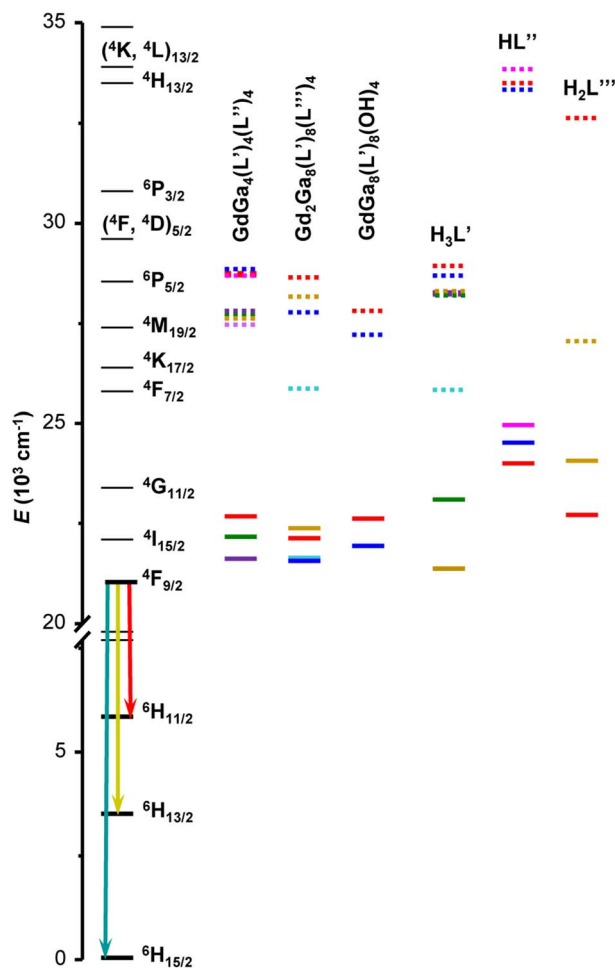 35
30
25
20
5
0
E (10³ cm⁻¹)
(⁴K, ⁴L)₁₃/₂
⁴H₁₃/₂
⁶P₃/₂
(⁴F, ⁴D)₅/₂
⁶P₅/₂
⁴M₁₉/₂
⁴K₁₇/₂
⁴F₇/₂
⁴G₁₁/₂
⁴I₁₅/₂
⁴F₉/₂
⁶H₁₁/₂
⁶H₁₃/₂
⁶H₁₅/₂
GdGa₄(L')₄(L'')₄
Gd₂Ga₈(L')₈(L''')₄
GdGa₈(L')₈(OH)₄
H₃L'
HL''
H₂L'''